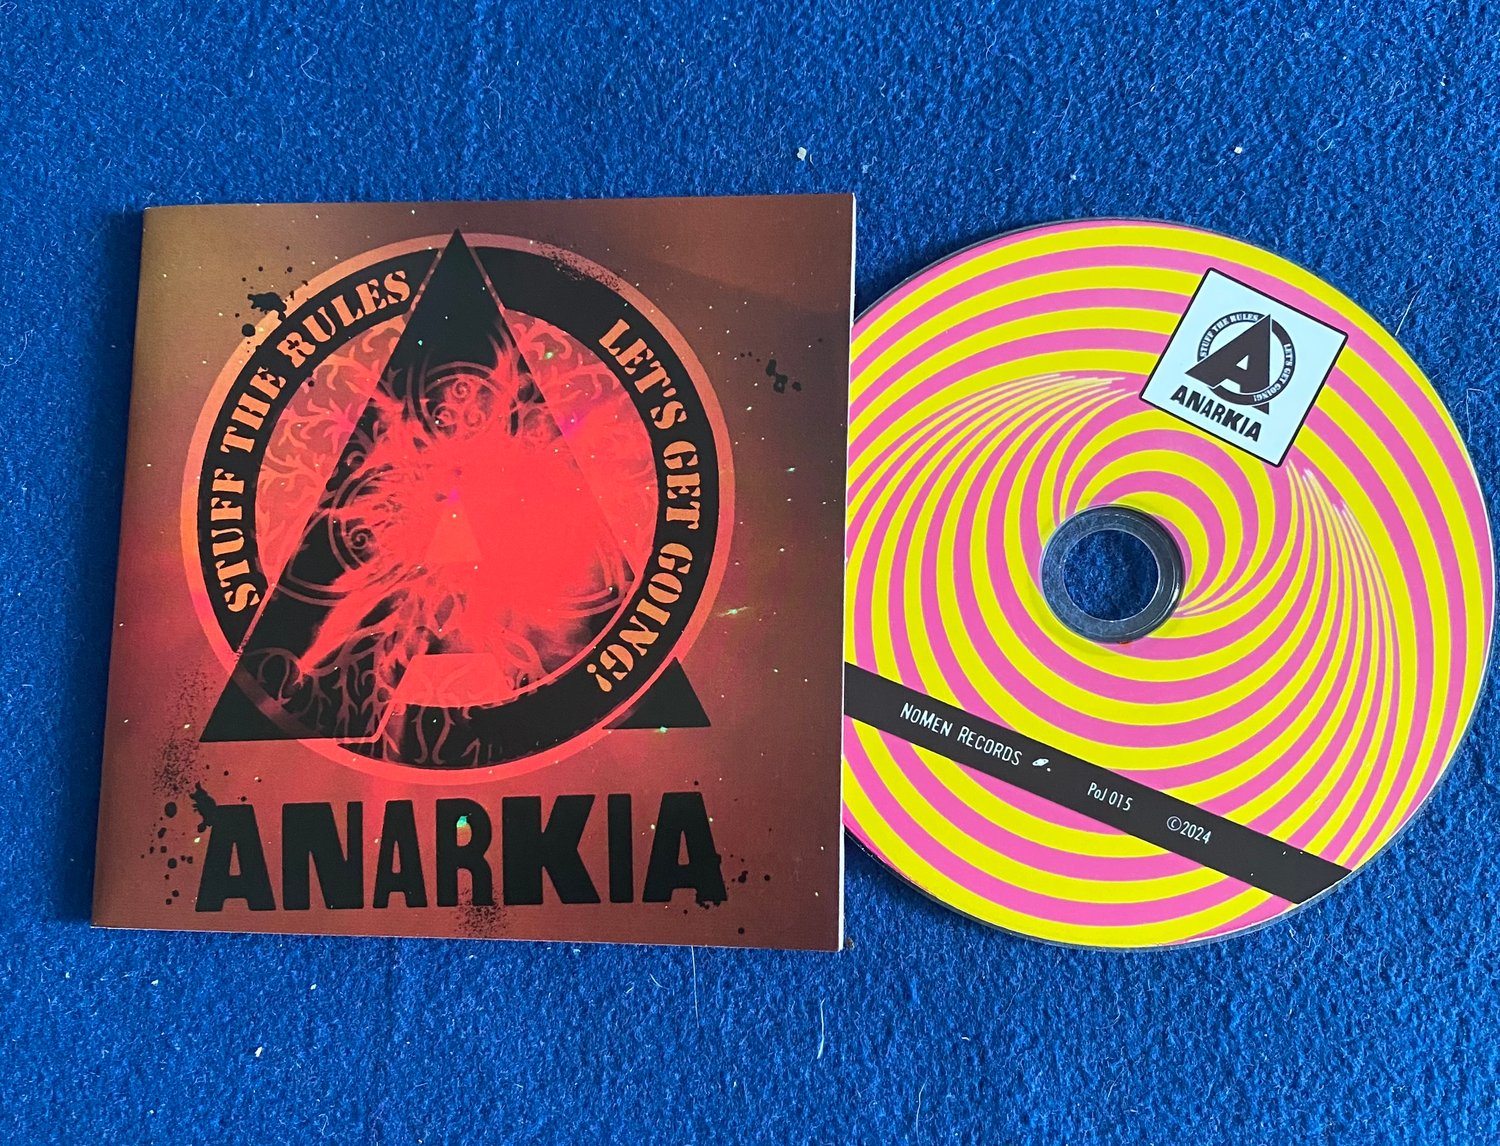 STUFF THE RULES
LET'S GET GOING!
ANARKIA
STUFF THE RULES
LET'S GET GOING!
A
ANARKIA
NOMEN RECORDS
PoJ 015
©2024